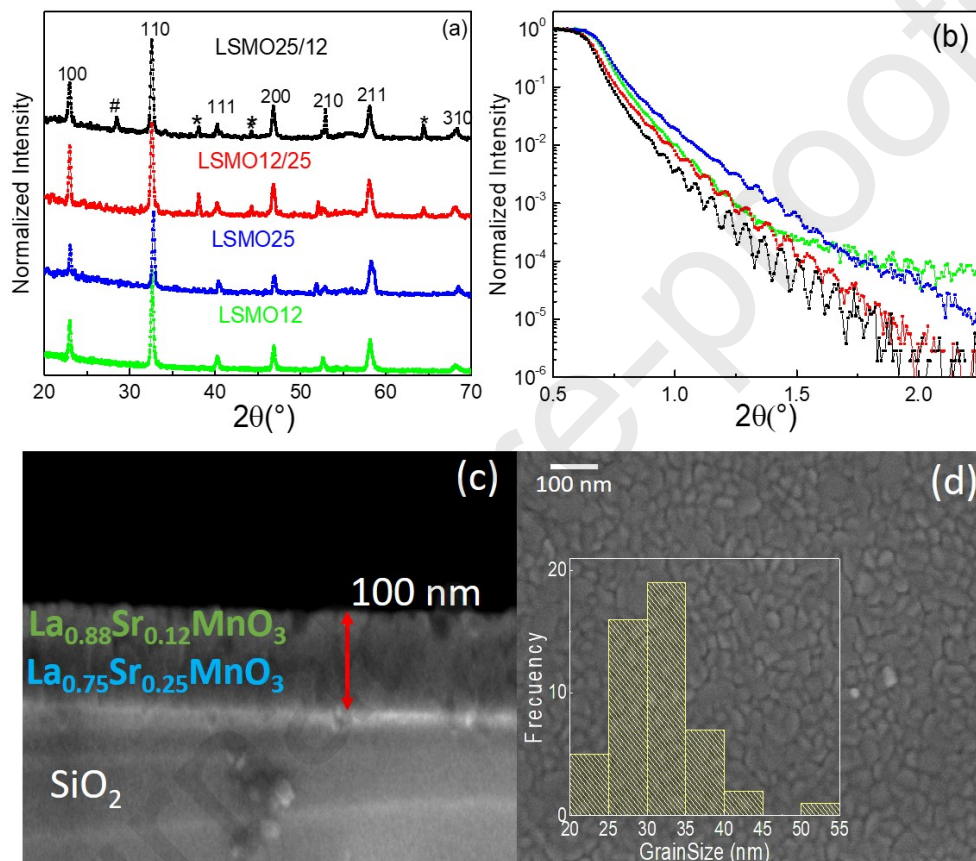 (a)
LSMO25/12
100
#
110
*
111
*
200
210
211
*
310
LSMO12/25
LSMO25
LSMO12
Normalized Intensity
20 30 40 50 60 70
2θ(°)
(b)
10⁰
10⁻¹
10⁻²
10⁻³
10⁻⁴
10⁻⁵
10⁻⁶
Normalized Intensity
0.5 1.0 1.5 2.0
2θ(°)
re-proof
(c)
100 nm
La₀.₈₈Sr₀.₁₂MnO₃
La₀.₇₅Sr₀.₂₅MnO₃
SiO₂
(d)
100 nm
20
10
0
Frecuency
20 25 30 35 40 45 50 55
GrainSize (nm)